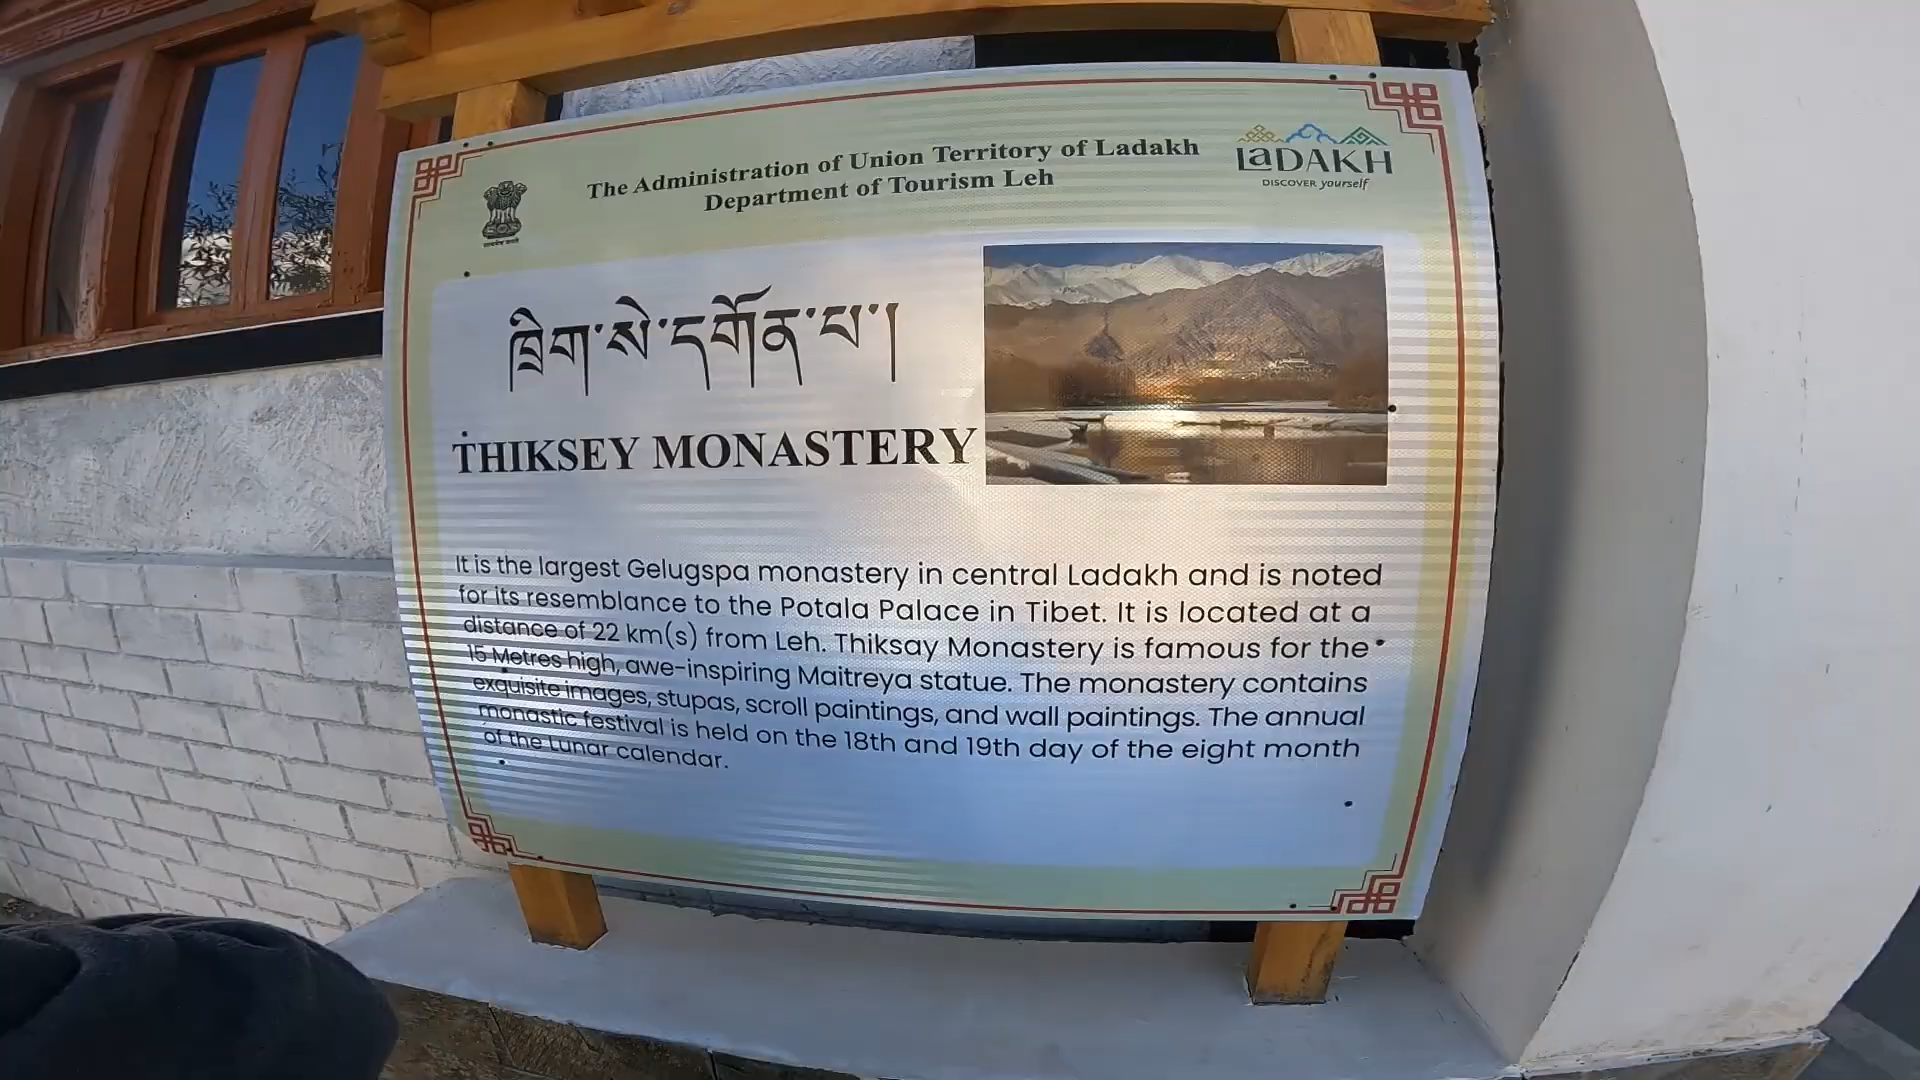 The Administration of Union Territory of Ladakh
Department of Tourism Leh
LaDAKH
DISCOVER yourself
सत्यमेव जयते
ཁྲིག་སེ་དགོན་པ་།
THIKSEY MONASTERY
It is the largest Gelugspa monastery in central Ladakh and is noted
for its resemblance to the Potala Palace in Tibet. It is located at a
distance of 22 km(s) from Leh. Thiksay Monastery is famous for the
15 Metres high, awe-inspiring Maitreya statue. The monastery contains
exquisite images, stupas, scroll paintings, and wall paintings. The annual
monastic festival is held on the 18th and 19th day of the eight month
of the Lunar calendar.